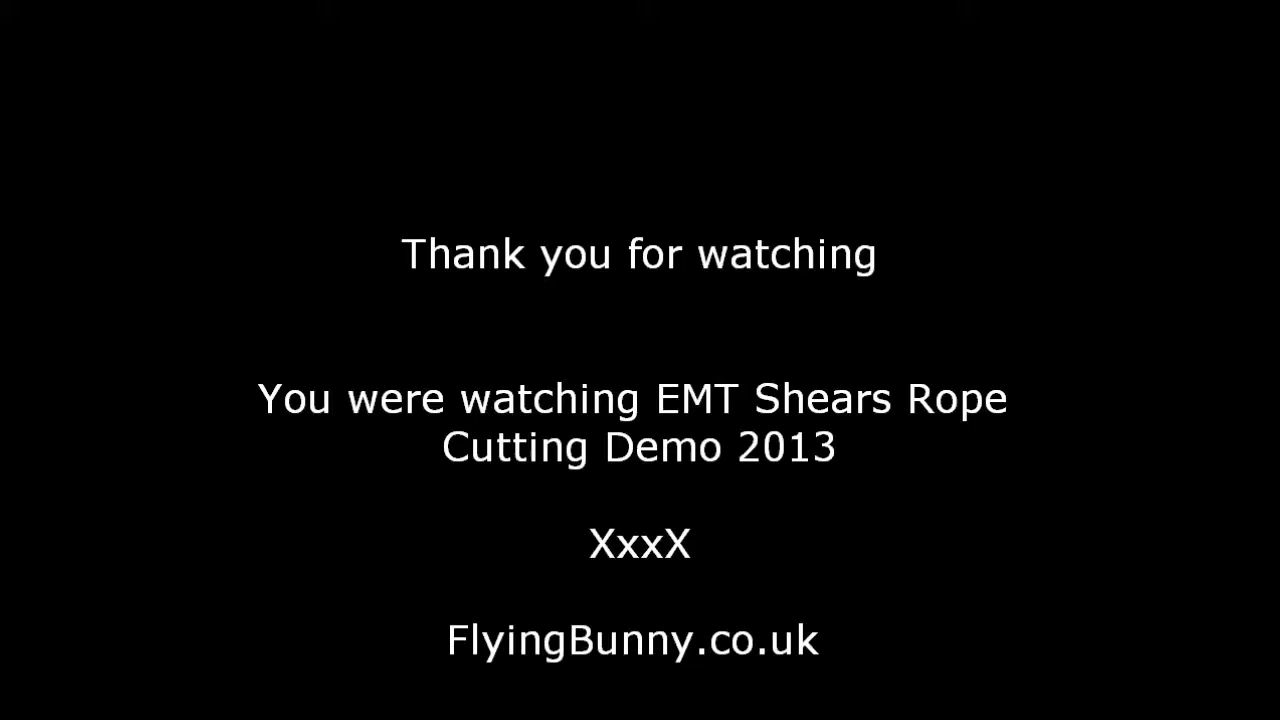 Thank you for watching
You were watching EMT Shears Rope
Cutting Demo 2013
XxxX
FlyingBunny.co.uk